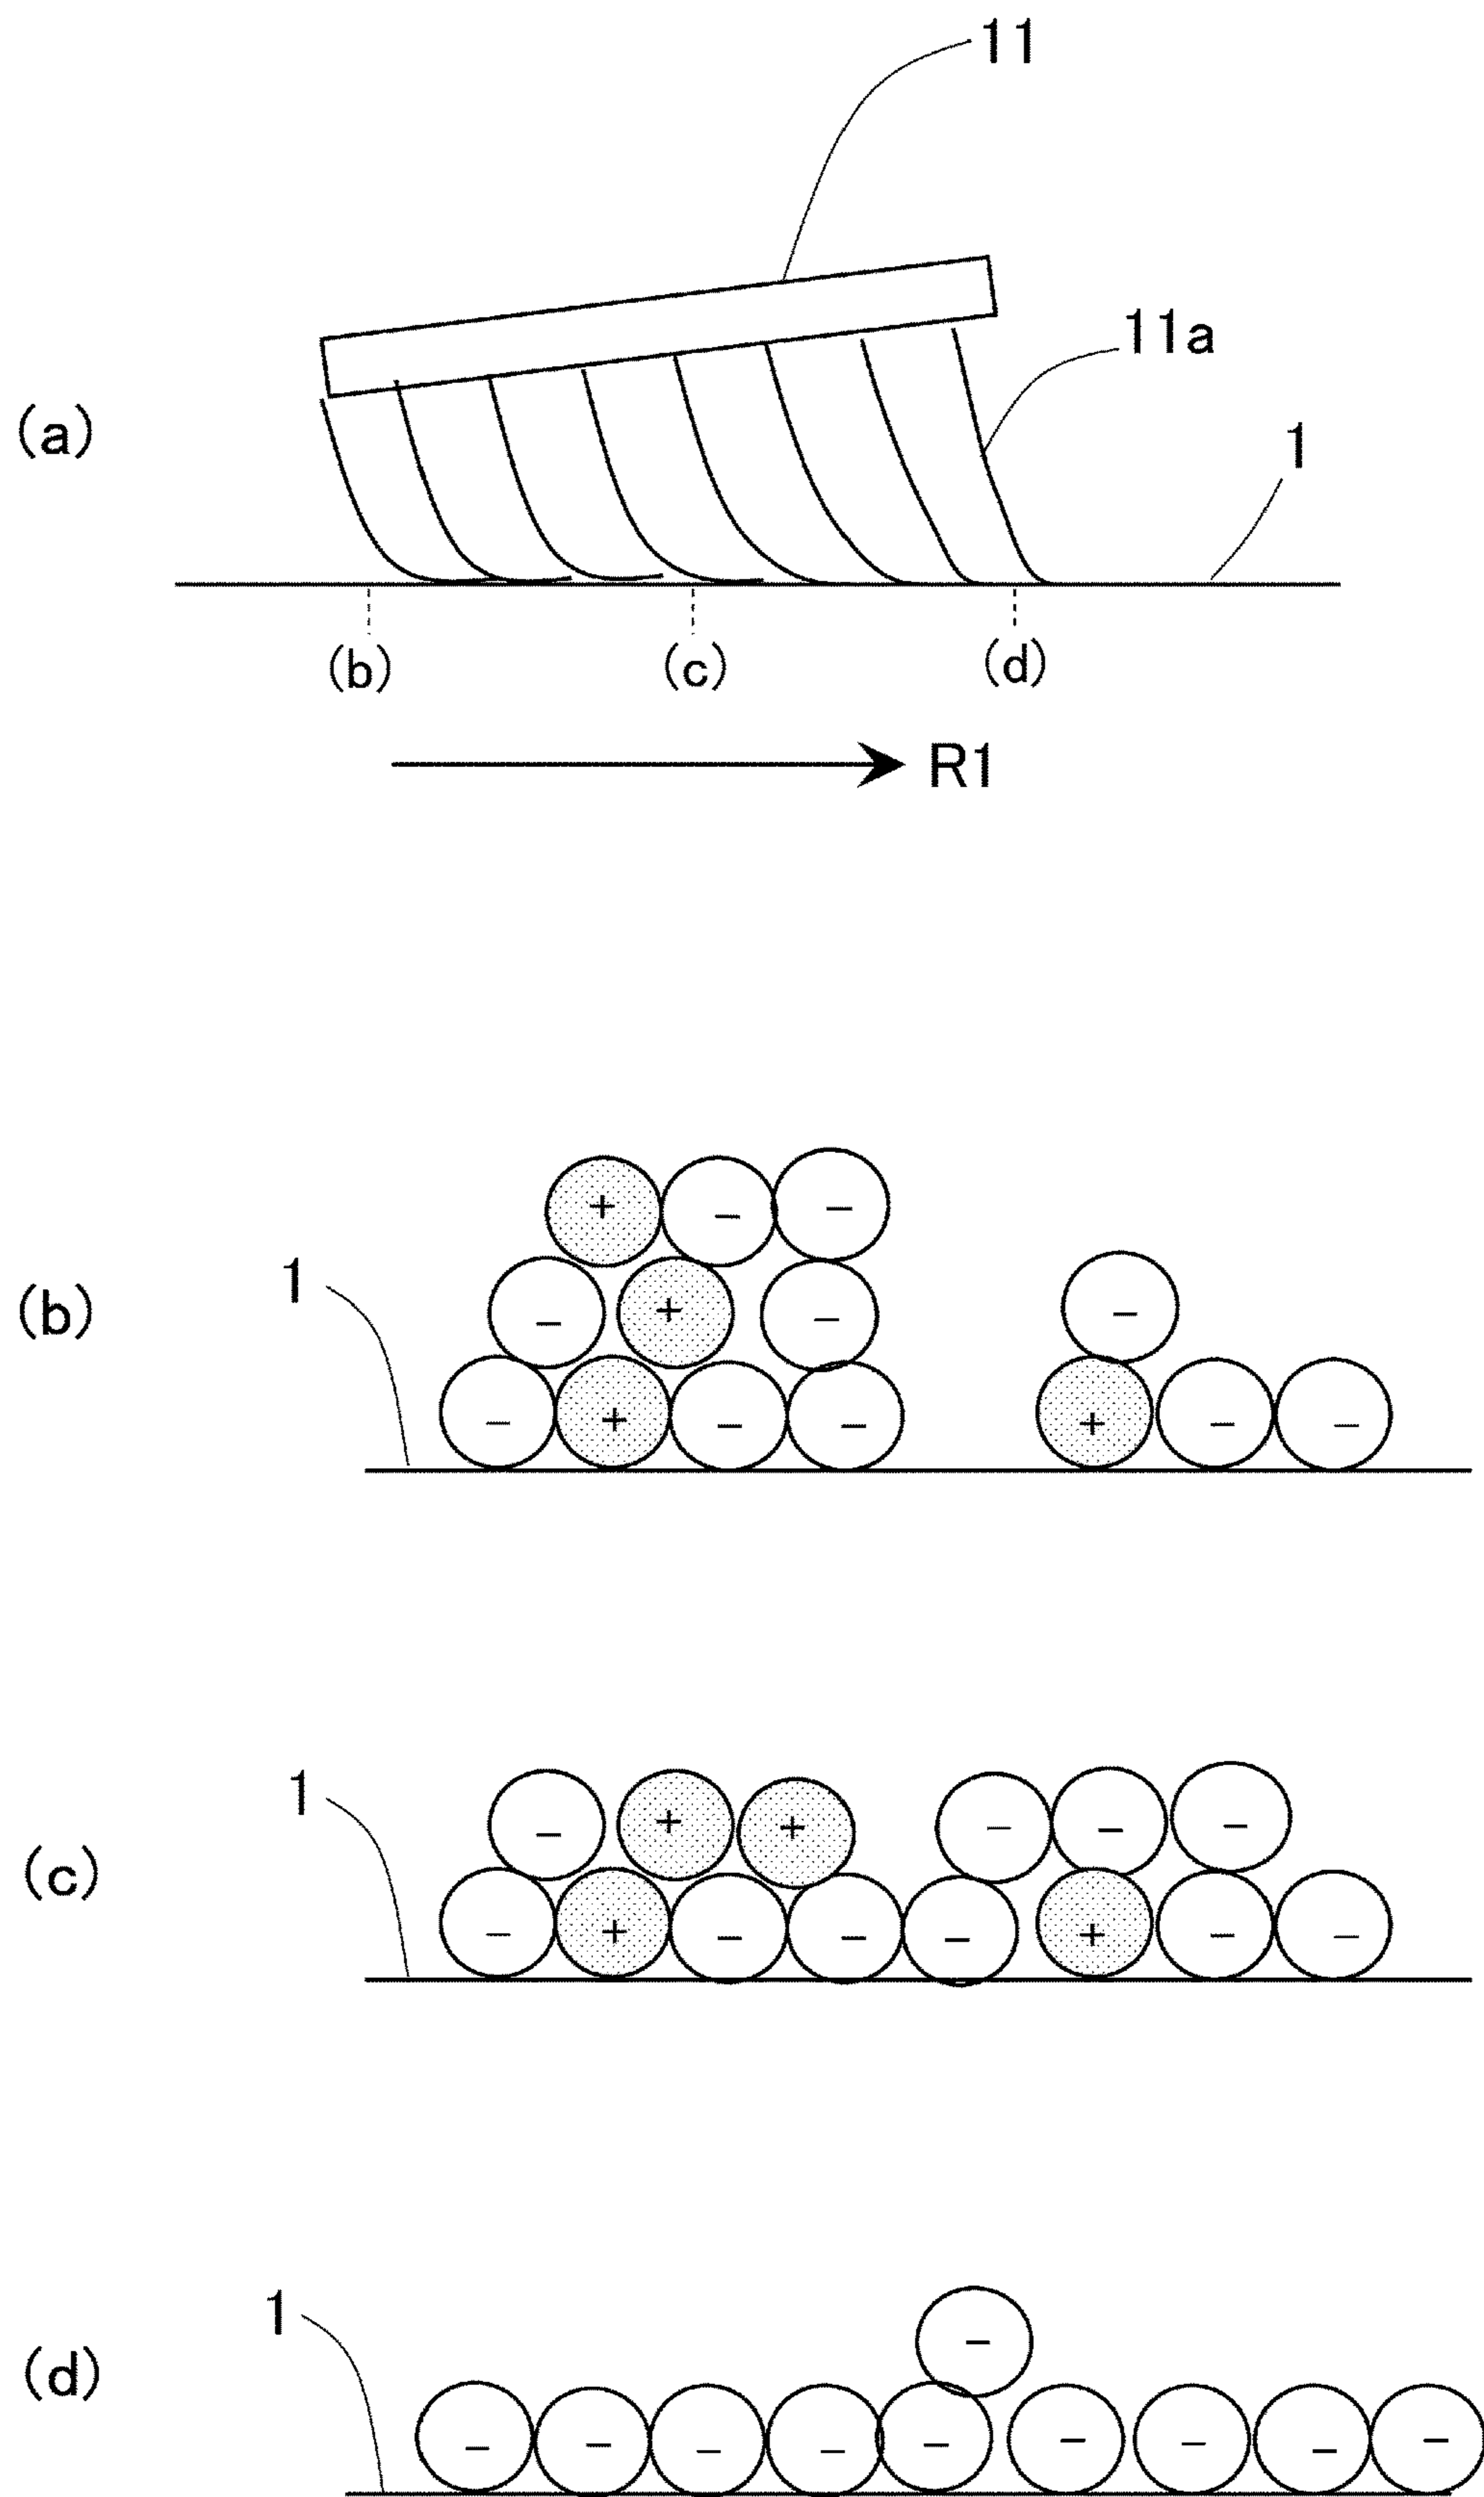 11
11a
(a)
1
(b) (c) (d)
R1
+ − −
1
−
(b)
− + −
− + − −
+ − −
1
− + + − − −
(c)
− + − − − + − −
1
−
(d)
− − − − − − − − −